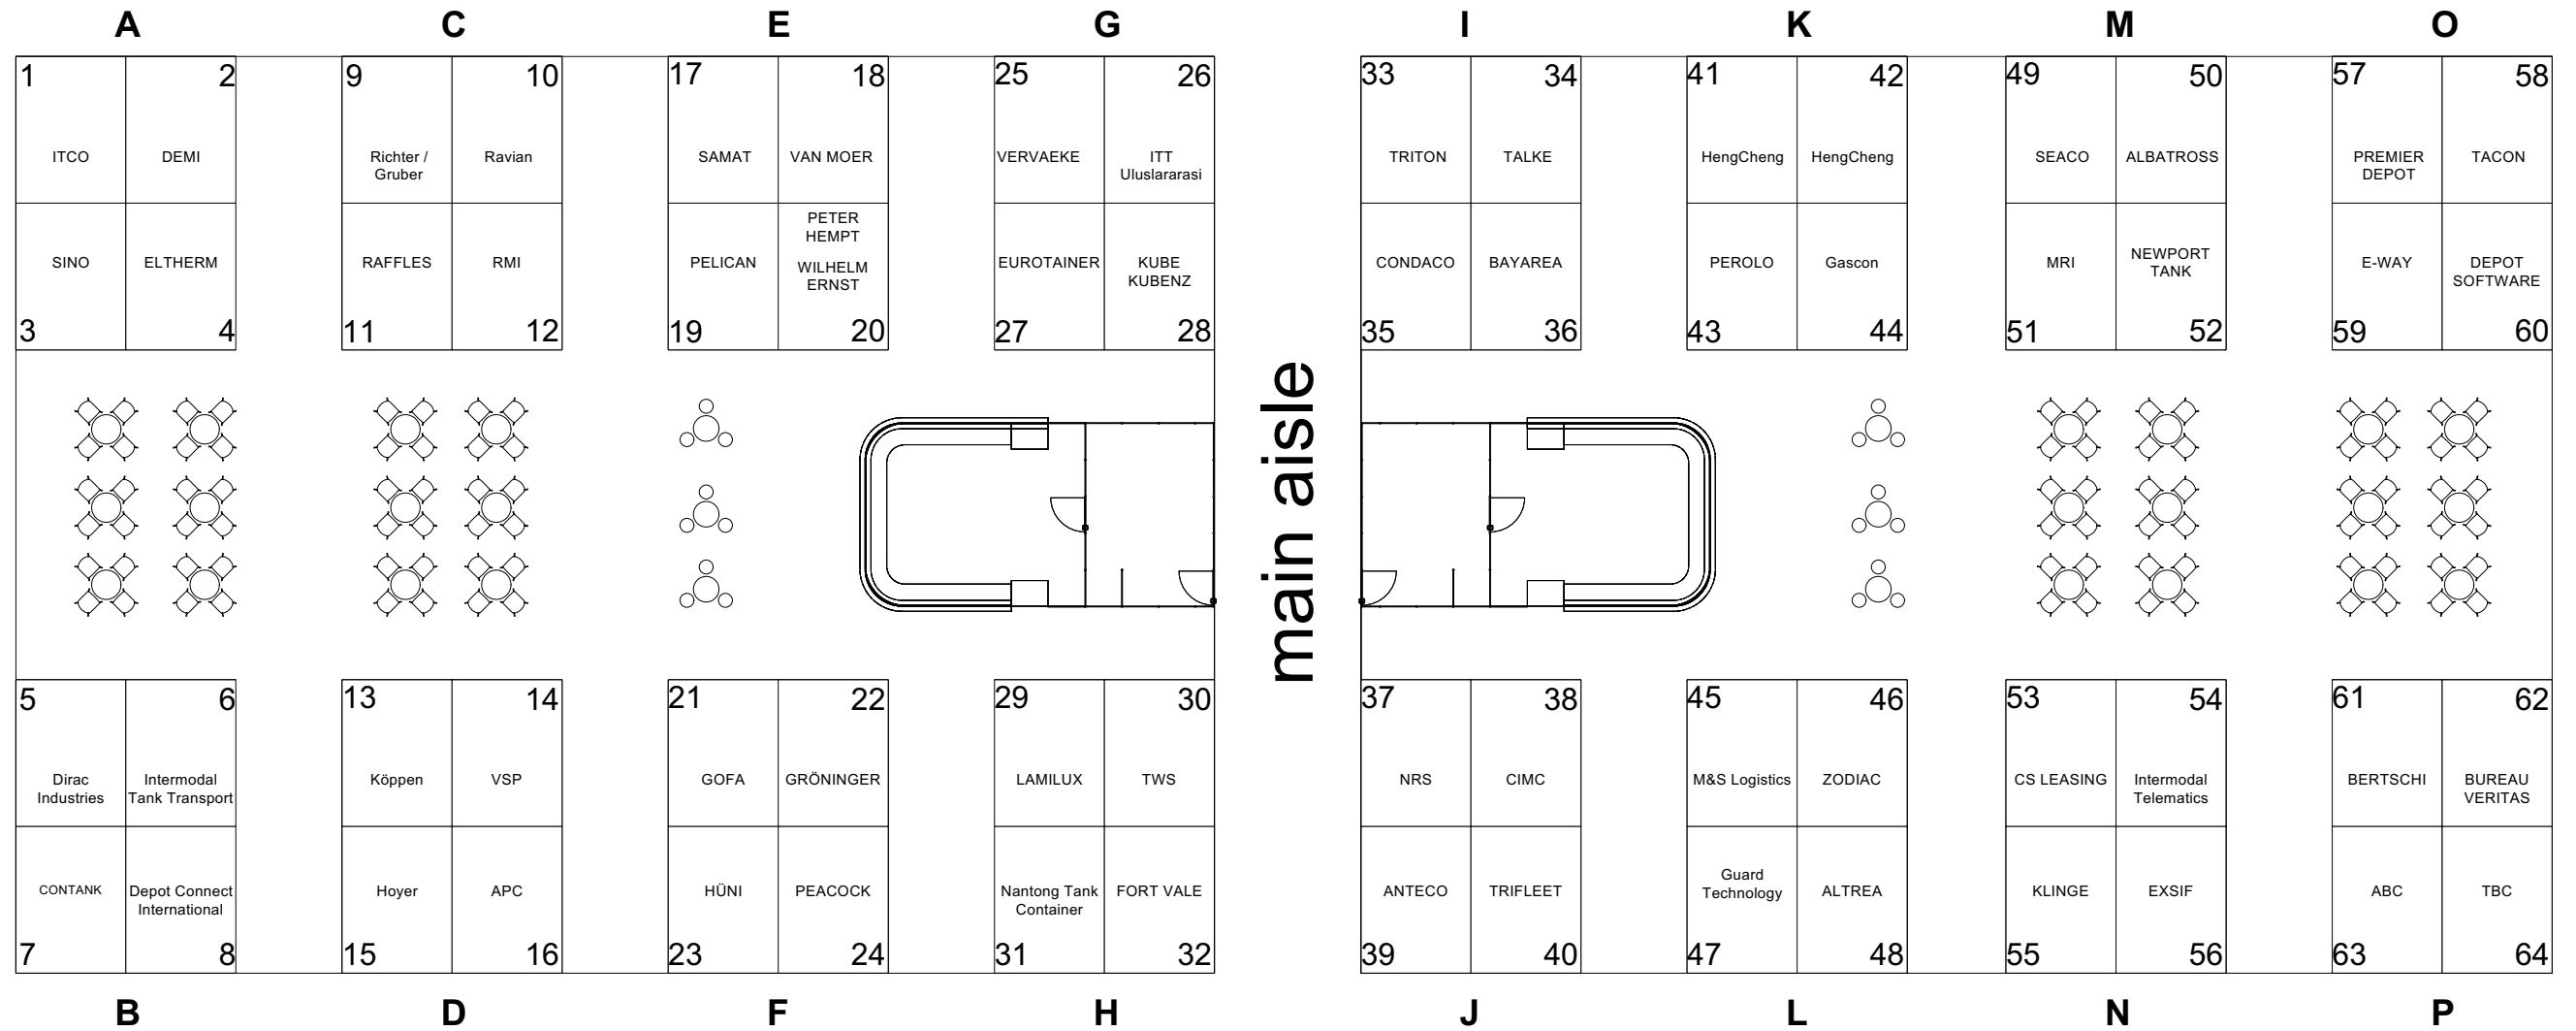 A C E G I K M O
1 2 9 10 17 18 25 26 33 34 41 42 49 50 57 58
ITCO DEMI Richter / Ravian SAMAT VAN MOER VERVAEKE ITT TRITON TALKE HengCheng HengCheng SEACO ALBATROSS PREMIER TACON
Gruber Uluslararasi DEPOT
PETER
HEMPT
SINO ELTHERM RAFFLES RMI PELICAN WILHELM EUROTAINER KUBE CONDACO BAYAREA PEROLO Gascon MRI NEWPORT E-WAY DEPOT
ERNST KUBENZ TANK SOFTWARE
3 4 11 12 19 20 27 28 35 36 43 44 51 52 59 60
main aisle
5 6 13 14 21 22 29 30 37 38 45 46 53 54 61 62
Dirac Intermodal Köppen VSP GOFA GRÖNINGER LAMILUX TWS NRS CIMC M&S Logistics ZODIAC CS LEASING Intermodal BERTSCHI BUREAU
Industries Tank Transport Telematics VERITAS
CONTANK Depot Connect Hoyer APC HÜNI PEACOCK Nantong Tank FORT VALE ANTECO TRIFLEET Guard ALTREA KLINGE EXSIF ABC TBC
International Container Technology
7 8 15 16 23 24 31 32 39 40 47 48 55 56 63 64
B D F H J L N P